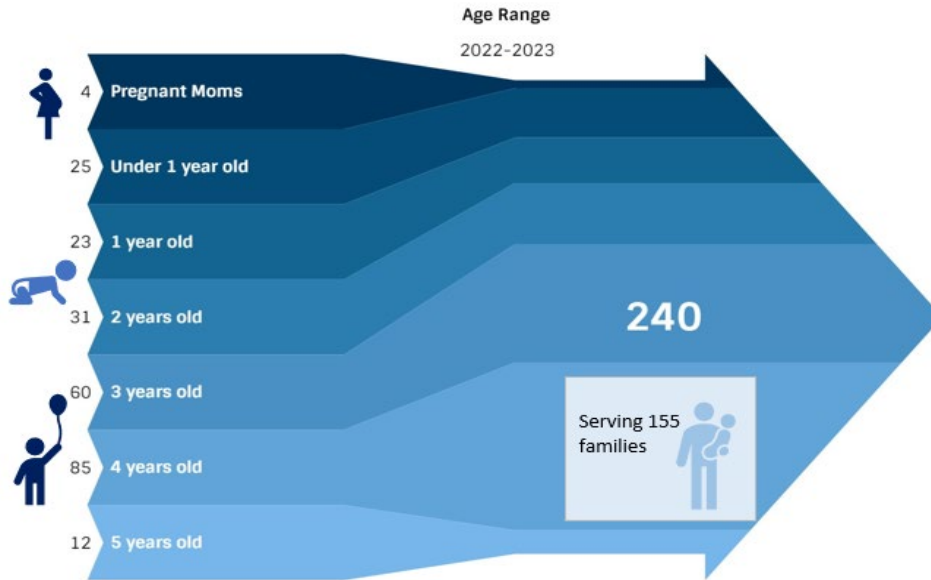 Age Range
2022-2023
4 Pregnant Moms
25 Under 1 year old
23 1 year old
31 2 years old
240
60 3 years old
85 4 years old
Serving 155
families
12 5 years old